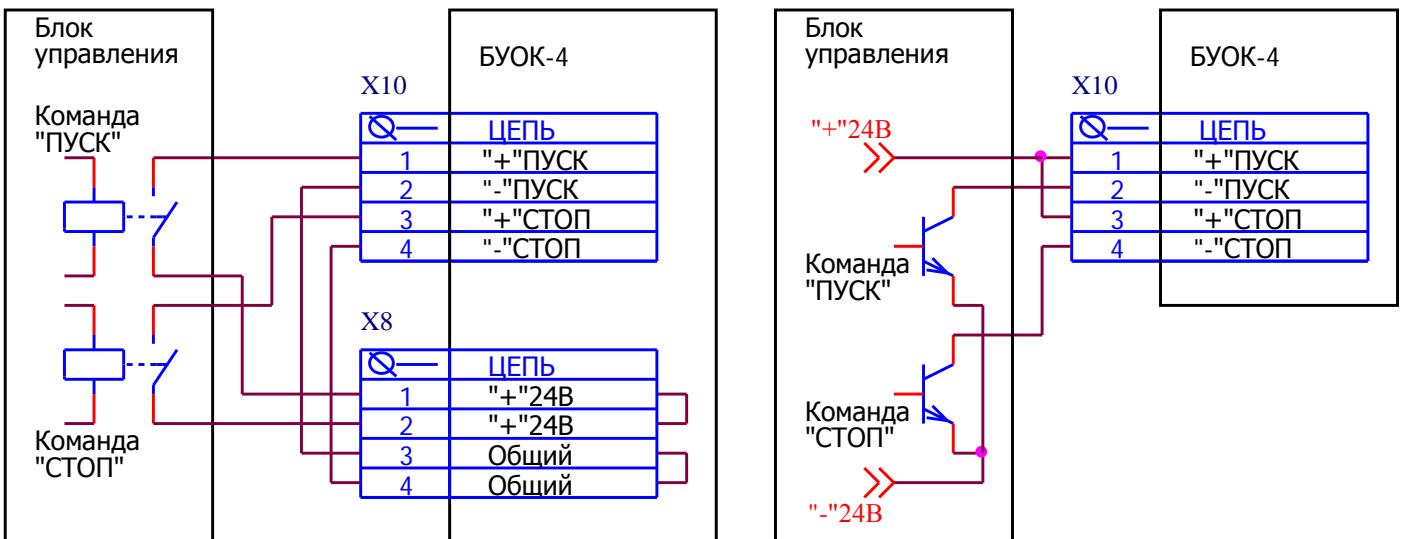 Блок
управления
БУОК-4
X10
Команда
"ПУСК"
ЦЕПЬ
1 "+"ПУСК
2 "-"ПУСК
3 "+"СТОП
4 "-"СТОП
X8
ЦЕПЬ
1 "+"24В
2 "+"24В
3 Общий
4 Общий
Команда
"СТОП"
Блок
управления
БУОК-4
X10
"+"24В
ЦЕПЬ
1 "+"ПУСК
2 "-"ПУСК
3 "+"СТОП
4 "-"СТОП
Команда
"ПУСК"
Команда
"СТОП"
"-"24В